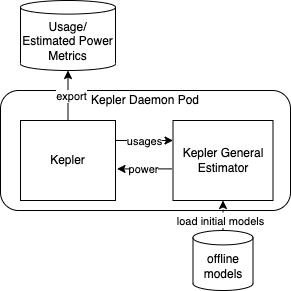 Usage/
Estimated Power
Metrics
export
Kepler Daemon Pod
Kepler
usages
power
Kepler General
Estimator
load initial models
offline
models